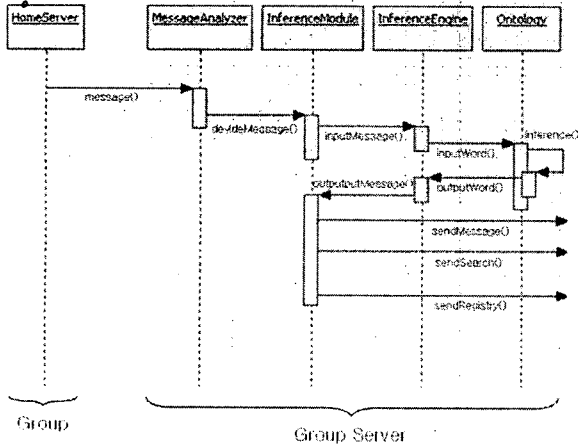 HomeServer
MessageAnalyzer
InferenceModule
InferenceEngine
Ontology
message()
devideMessage()
inputMessage()
inputWord()
inference()
outputMessage()
outputWord()
sendMessage()
sendSearch()
sendRegistry()
Group
Group Server